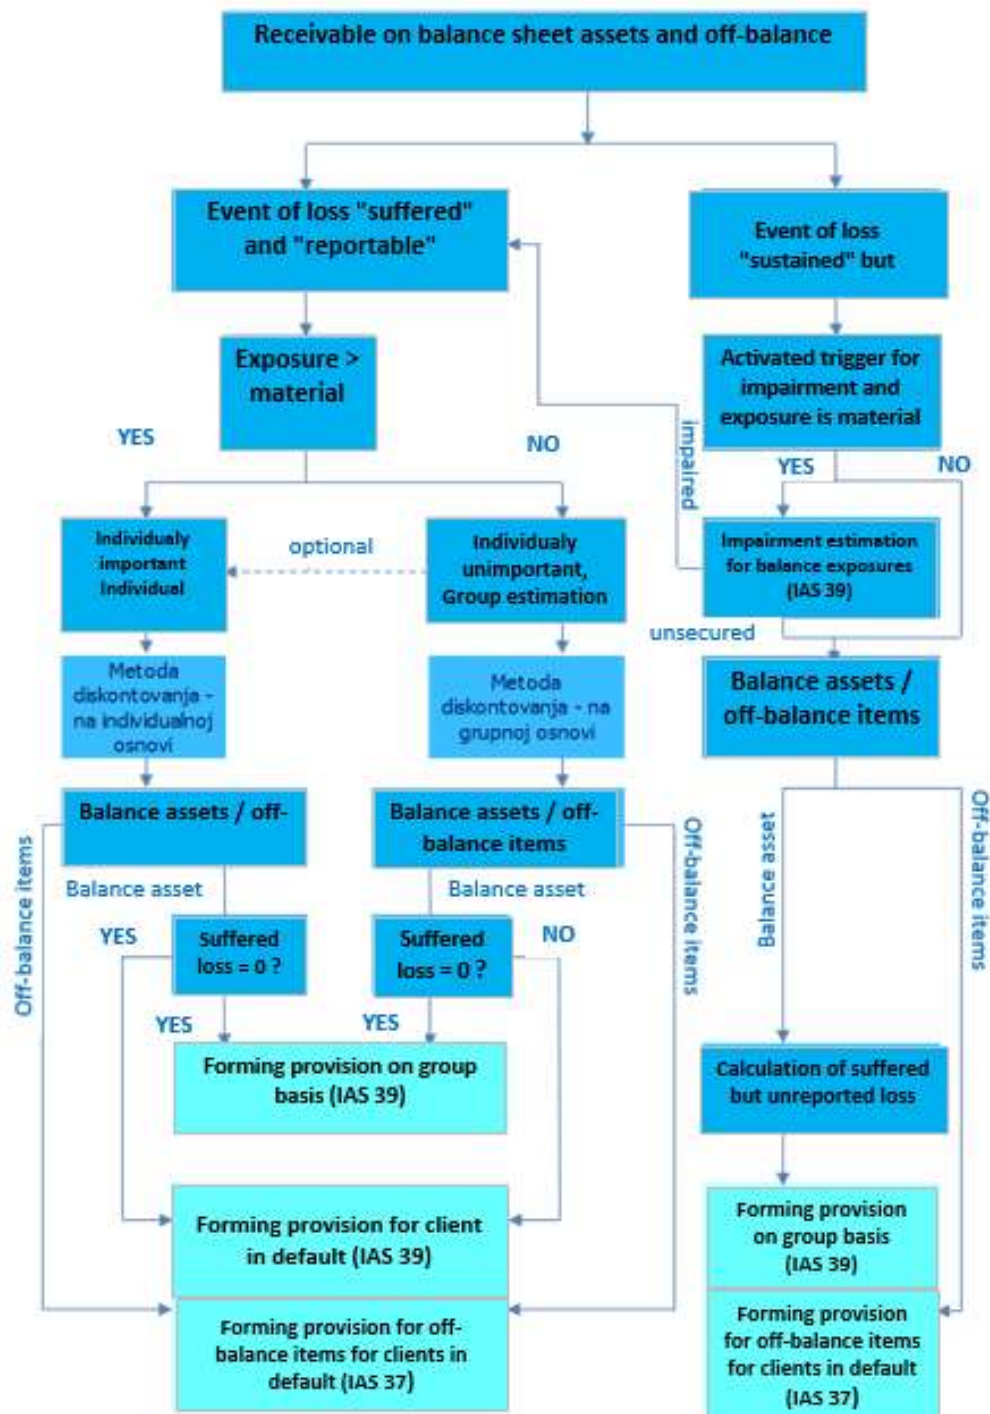 Receivable on balance sheet assets and off-balance
Event of loss "suffered"
and "reportable"
Event of loss
"sustained" but
Exposure >
material
Activated trigger for
impairment and
exposure is material
YES
NO
impaired
YES
NO
Individualy
important
Individual
optional
Individualy
unimportant,
Group estimation
Impairment estimation
for balance exposures
(IAS 39)
unsecured
Metoda
diskontovanja -
na individualnoj
osnovi
Metoda
diskontovanja - na
grupnoj osnovi
Balance assets /
off-balance items
Balance assets / off-
Balance assets / off-
balance items
Off-balance items
Balance asset
Balance asset
Off-balance items
Balance asset
Off-balance items
YES
Suffered
loss = 0 ?
Suffered
loss = 0 ?
NO
YES
YES
Forming provision on group
basis (IAS 39)
Calculation of suffered
but unreported loss
Forming provision for client
in default (IAS 39)
Forming provision
on group basis
(IAS 39)
Forming provision for off-
balance items for clients in
default (IAS 37)
Forming provision
for off-balance items
for clients in default
(IAS 37)